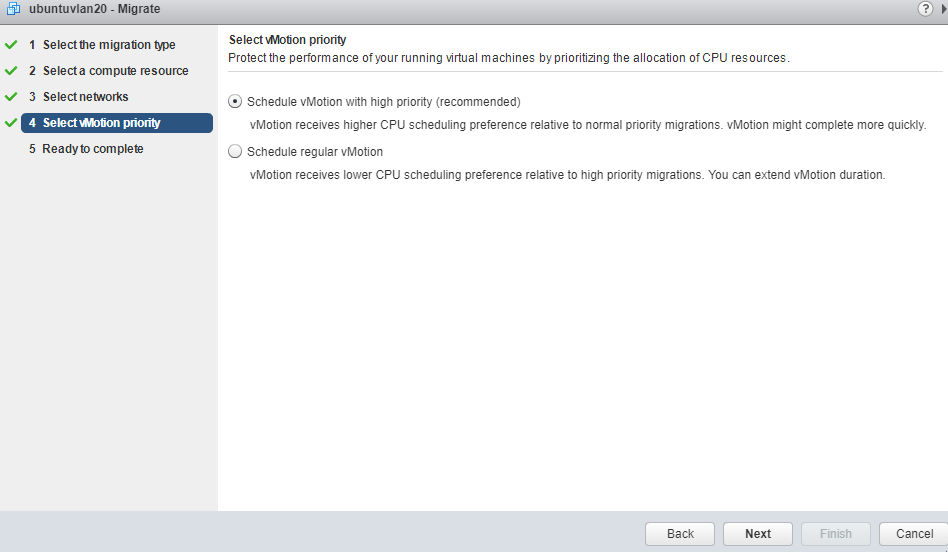 ubuntuvlan20 - Migrate
?
1 Select the migration type
2 Select a compute resource
3 Select networks
4 Select vMotion priority
5 Ready to complete
Select vMotion priority
Protect the performance of your running virtual machines by prioritizing the allocation of CPU resources.
Schedule vMotion with high priority (recommended)
vMotion receives higher CPU scheduling preference relative to normal priority migrations. vMotion might complete more quickly.
Schedule regular vMotion
vMotion receives lower CPU scheduling preference relative to high priority migrations. You can extend vMotion duration.
Back Next Finish Cancel